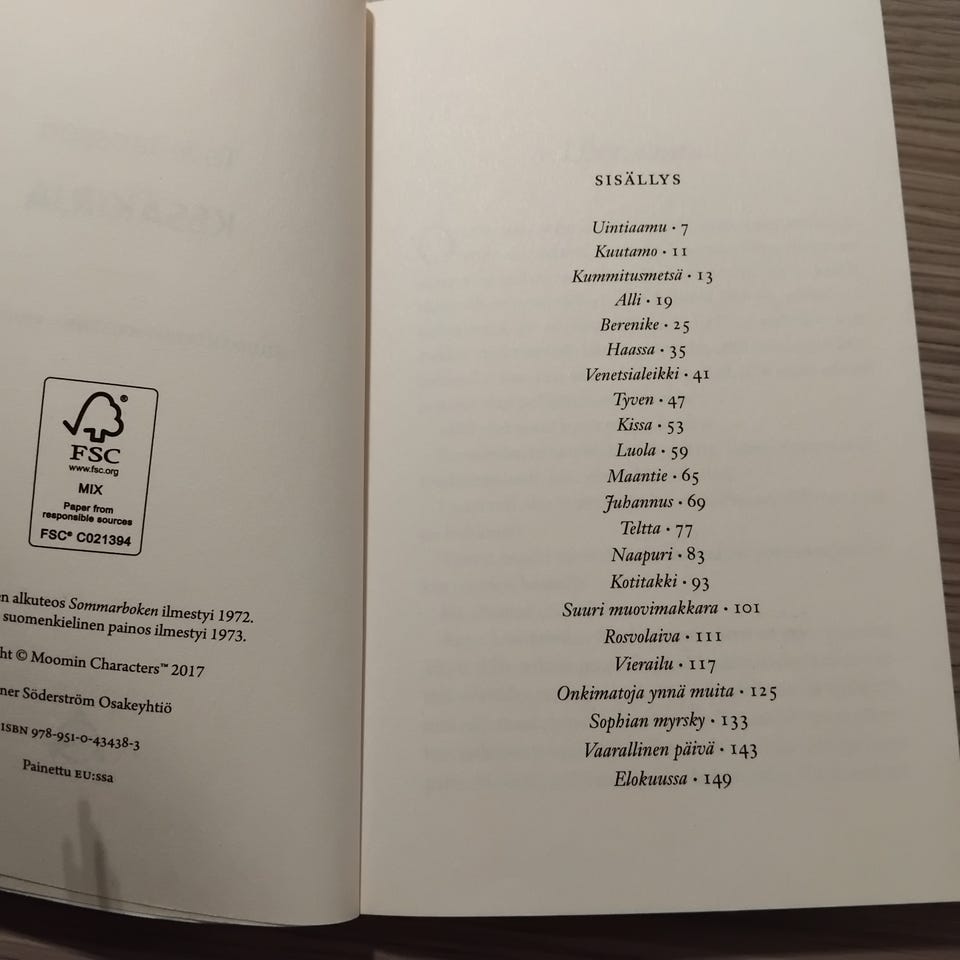 FSC®
www.fsc.org
MIX
Paper from
responsible sources
FSC® C021394
alkuteos Sommarboken ilmestyi 1972.
suomenkielinen painos ilmestyi 1973.
© Moomin Characters™ 2017
Söderström Osakeyhtiö
ISBN 978-951-0-43438-3
Painettu EU:ssa
SISÄLLYS
Uintiaamu • 7
Kuutamo • 11
Kummitusmetsä • 13
Alli • 19
Berenike • 25
Haassa • 35
Venetsialeikki • 41
Tyven • 47
Kissa • 53
Luola • 59
Maantie • 65
Juhannus • 69
Teltta • 77
Naapuri • 83
Kotitakki • 93
Suuri muovimakkara • 101
Rosvolaiva • 111
Vierailu • 117
Onkimatoja ynnä muita • 125
Sophian myrsky • 133
Vaarallinen päivä • 143
Elokuussa • 149